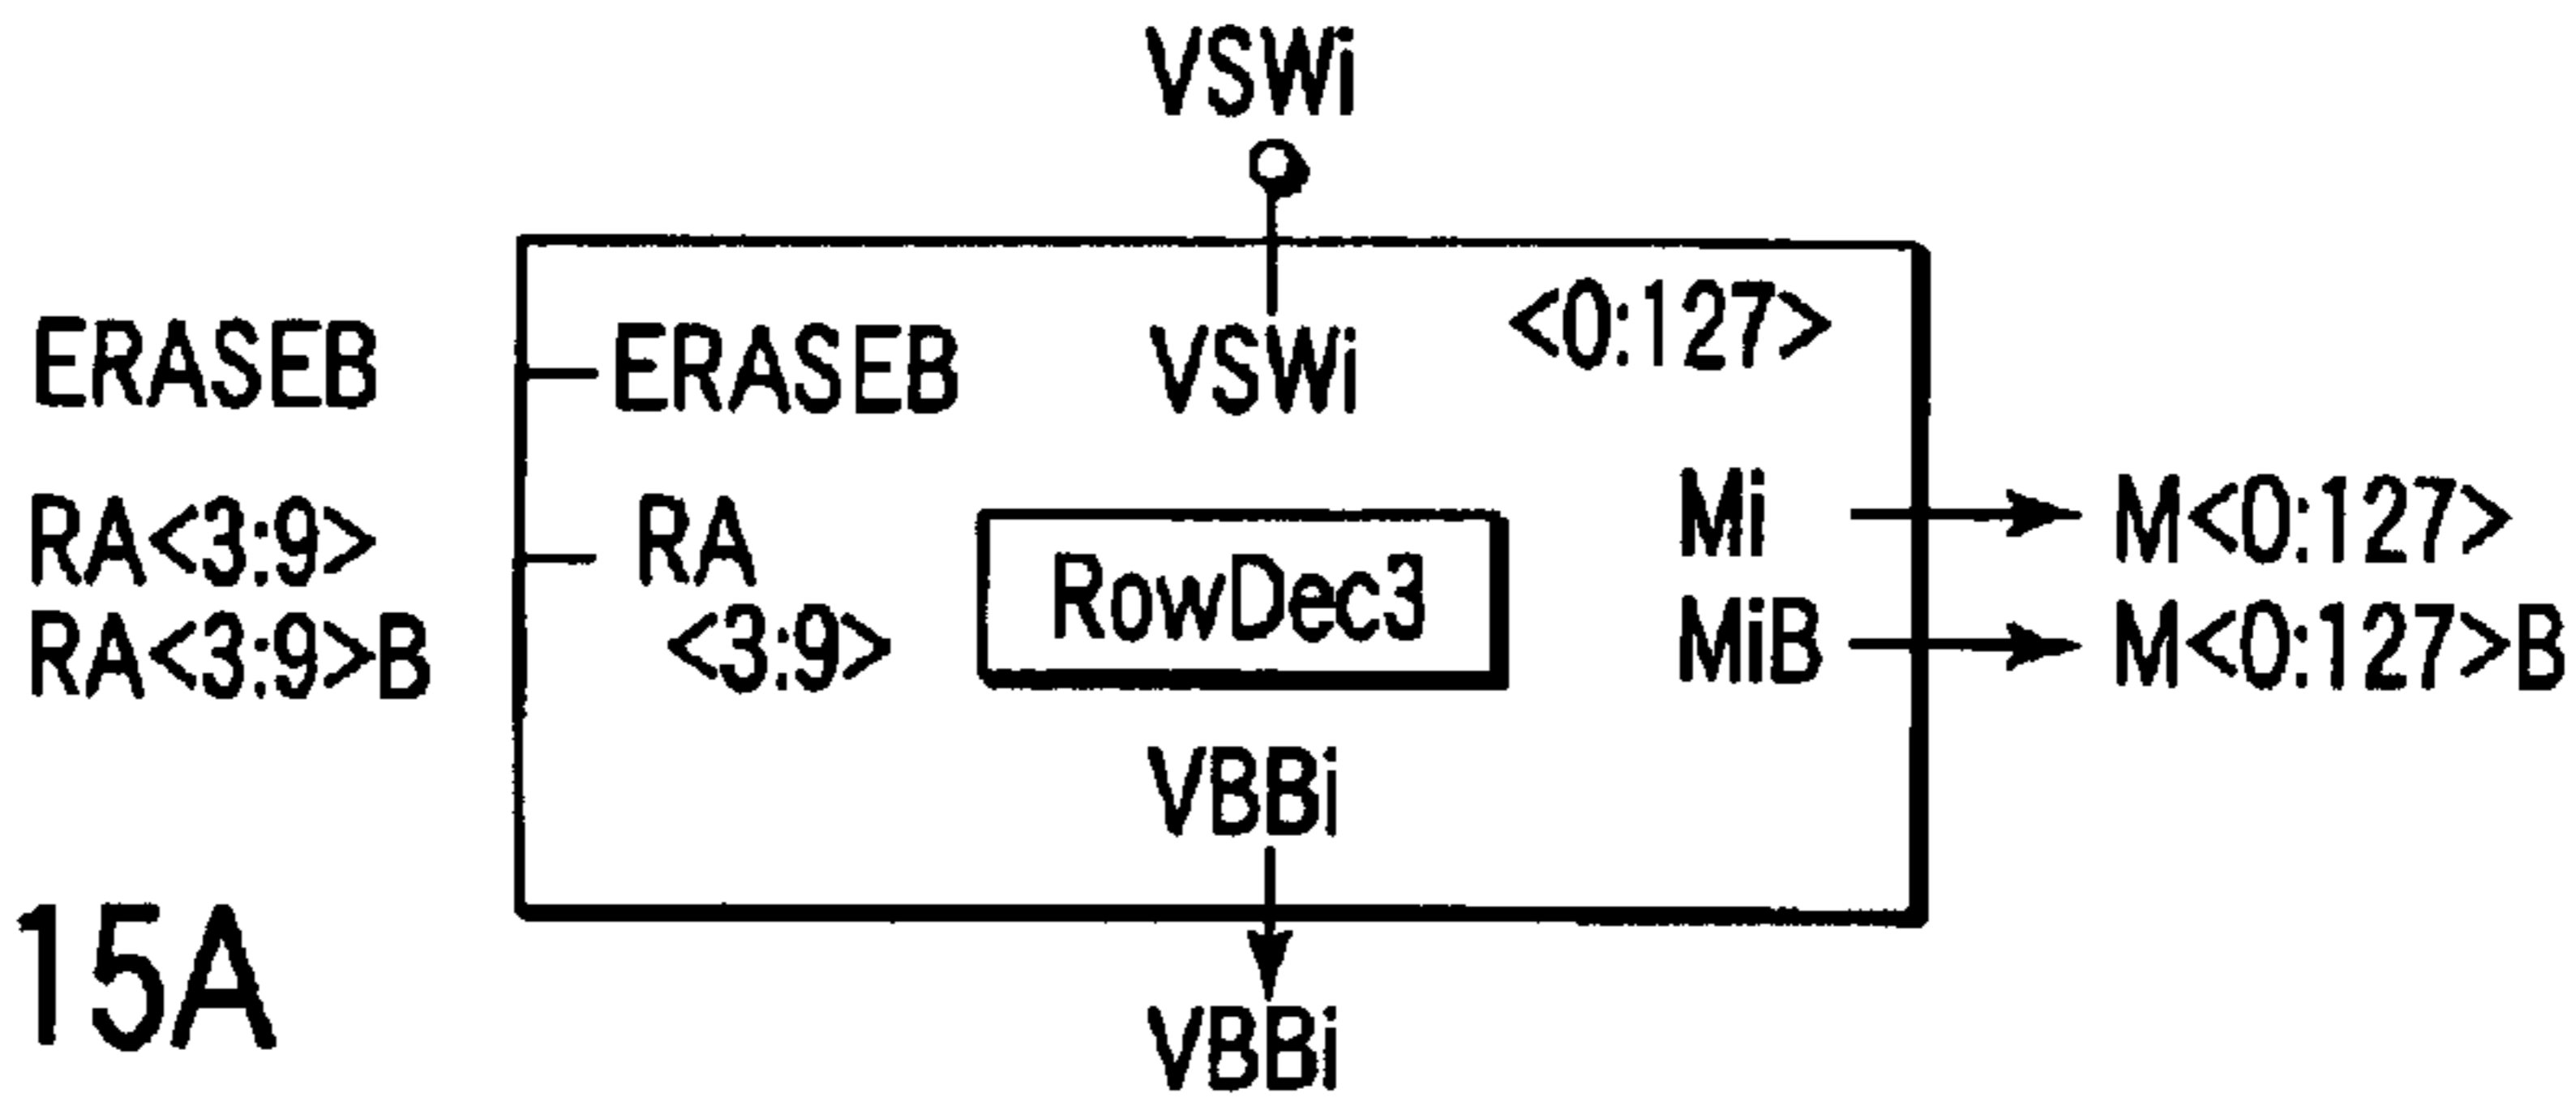 VSWi
ERASEB
ERASEB
VSWi
<0:127>
RA<3:9>
RA<3:9>B
RA
<3:9>
RowDec3
Mi
MiB
M<0:127>
M<0:127>B
VBBi
VBBi
15A